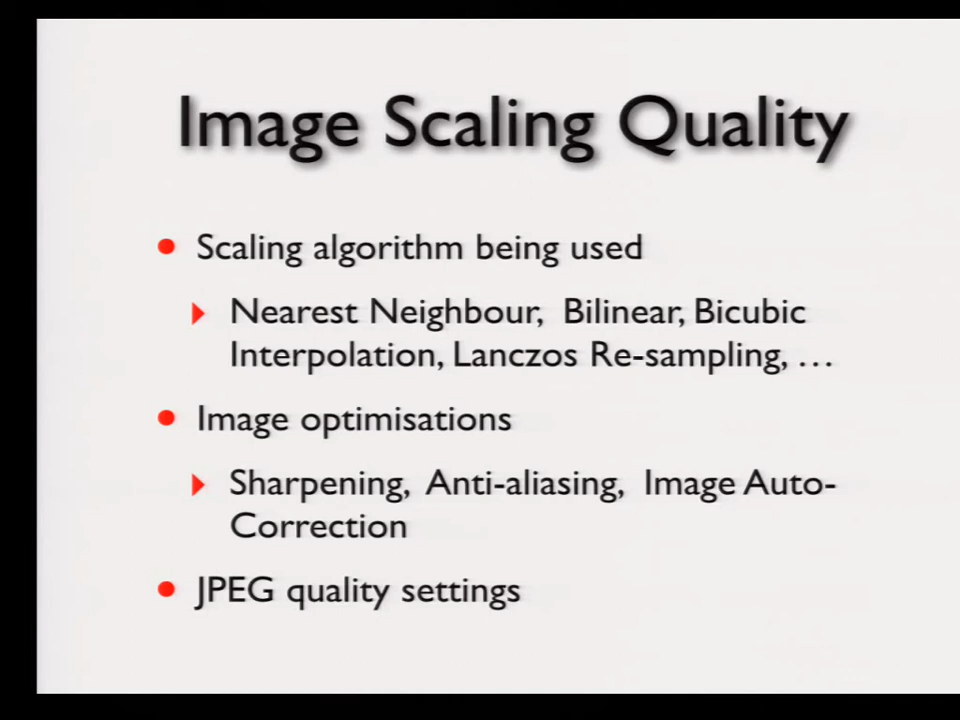 Image Scaling Quality
Scaling algorithm being used
Nearest Neighbour, Bilinear, Bicubic
Interpolation, Lanczos Re-sampling, …
Image optimisations
Sharpening, Anti-aliasing, Image Auto-
Correction
JPEG quality settings